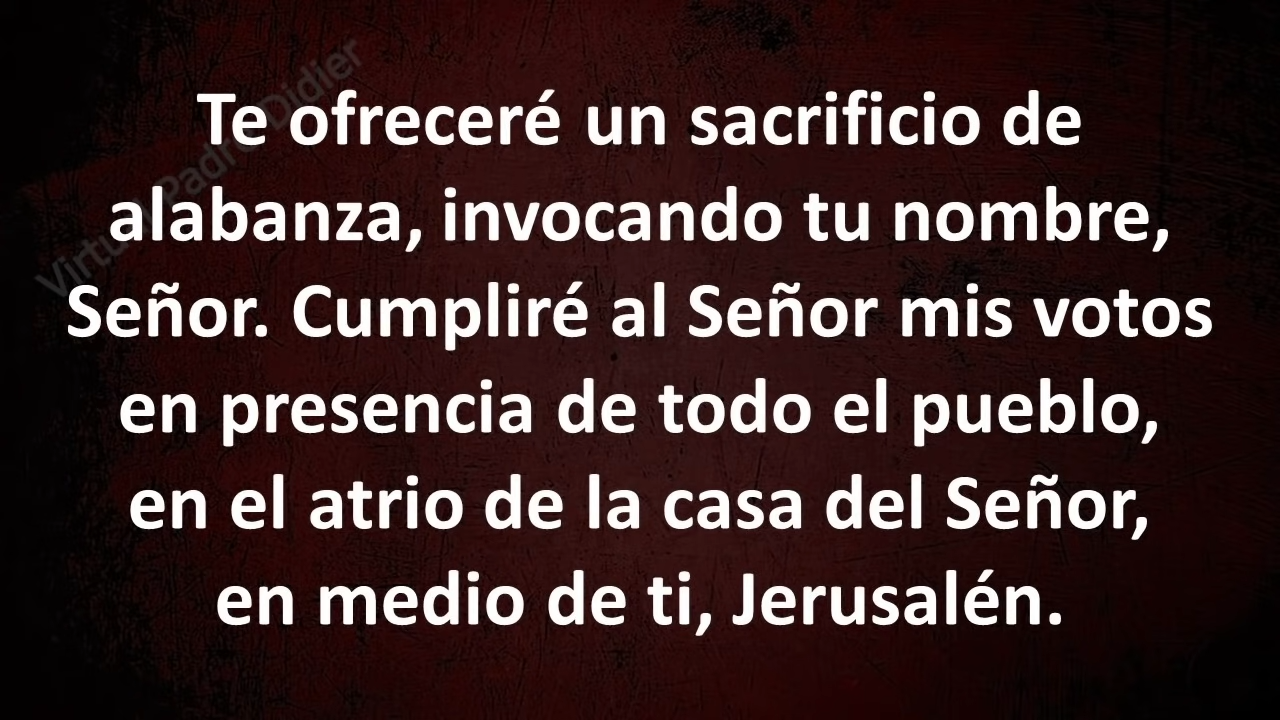 Te ofreceré un sacrificio de
alabanza, invocando tu nombre,
Señor. Cumpliré al Señor mis votos
en presencia de todo el pueblo,
en el atrio de la casa del Señor,
en medio de ti, Jerusalén.